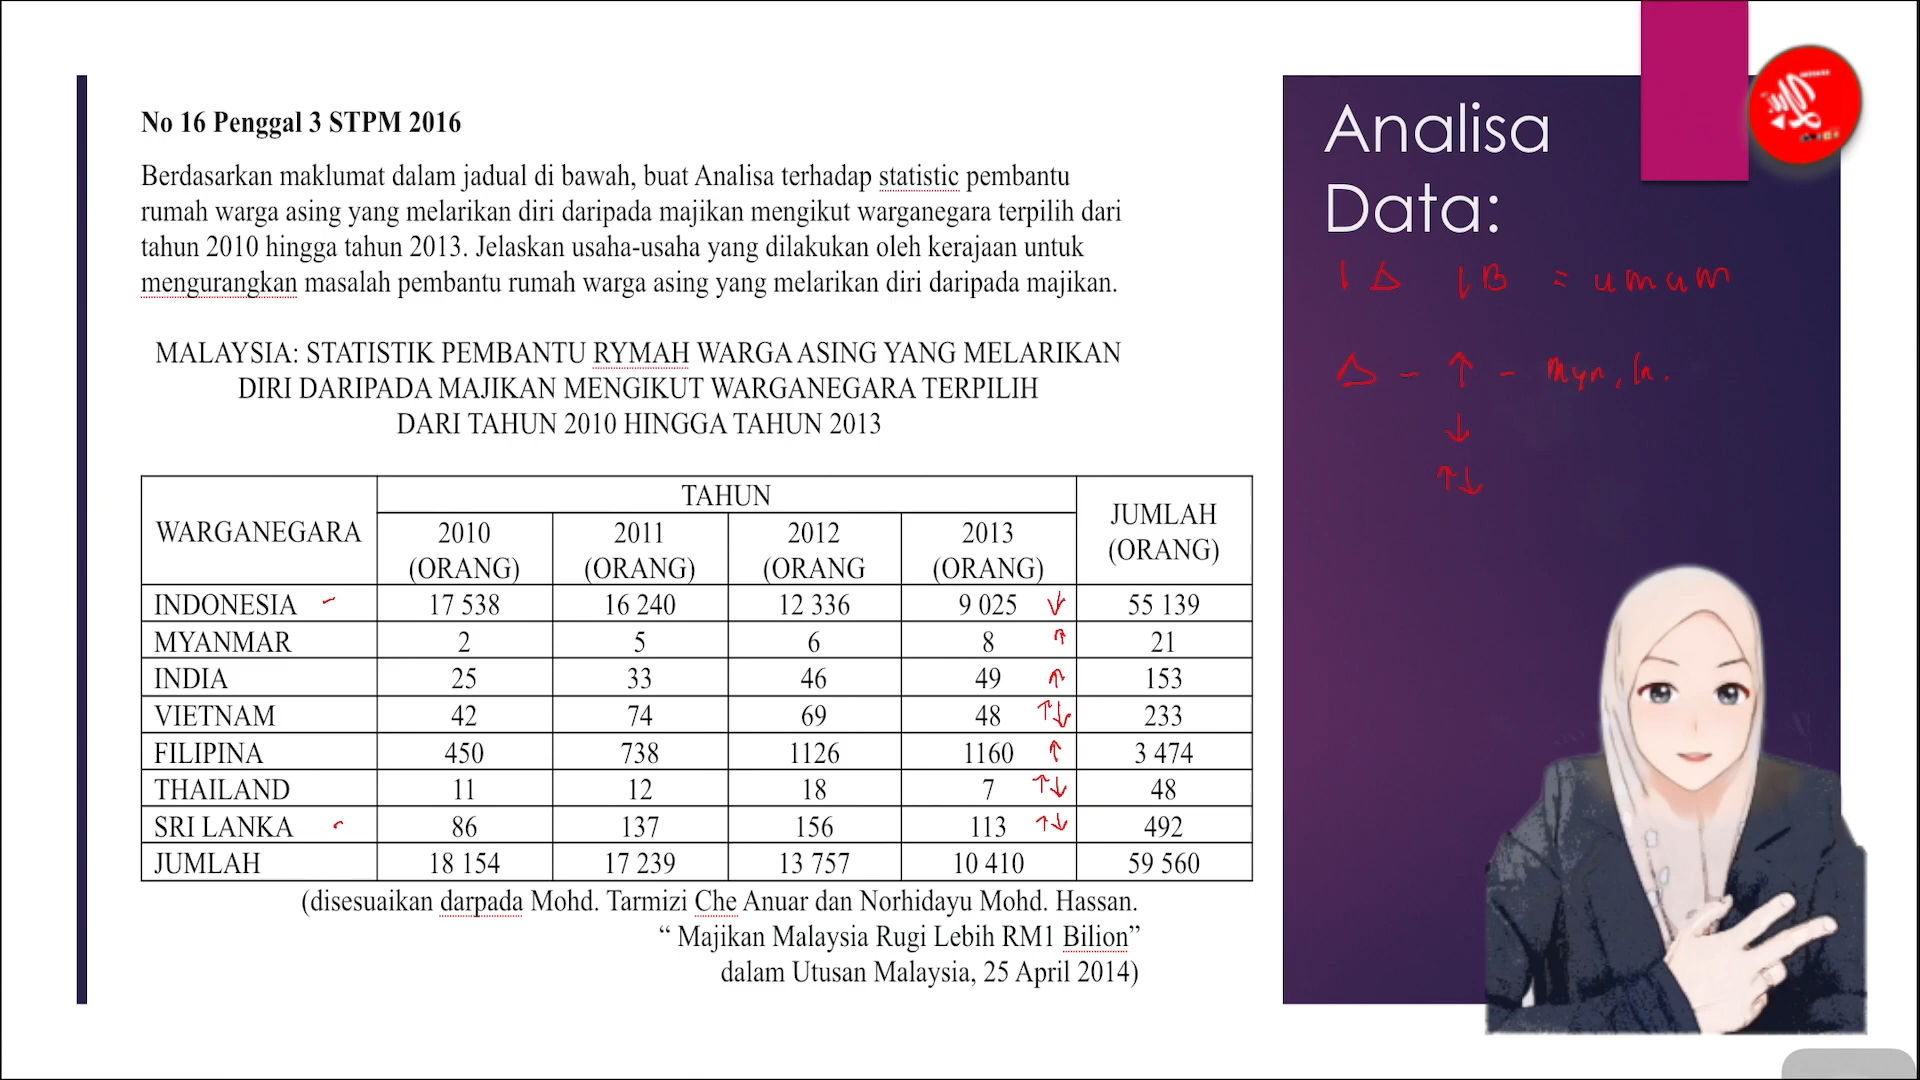 No 16 Penggal 3 STPM 2016
Berdasarkan maklumat dalam jadual di bawah, buat Analisa terhadap statistic pembantu
rumah warga asing yang melarikan diri daripada majikan mengikut warganegara terpilih dari
tahun 2010 hingga tahun 2013. Jelaskan usaha-usaha yang dilakukan oleh kerajaan untuk
mengurangkan masalah pembantu rumah warga asing yang melarikan diri daripada majikan.
MALAYSIA: STATISTIK PEMBANTU RYMAH WARGA ASING YANG MELARIKAN
DIRI DARIPADA MAJIKAN MENGIKUT WARGANEGARA TERPILIH
DARI TAHUN 2010 HINGGA TAHUN 2013
WARGANEGARA TAHUN JUMLAH (ORANG)
2010 (ORANG) 2011 (ORANG) 2012 (ORANG 2013 (ORANG)
INDONESIA - 17 538 16 240 12 336 9 025 ↓ 55 139
MYANMAR 2 5 6 8 ↑ 21
INDIA 25 33 46 49 ↑ 153
VIETNAM 42 74 69 48 ↑↓ 233
FILIPINA 450 738 1126 1160 ↑ 3 474
THAILAND 11 12 18 7 ↑↓ 48
SRI LANKA 86 137 156 113 ↑↓ 492
JUMLAH 18 154 17 239 13 757 10 410 59 560
(disesuaikan darpada Mohd. Tarmizi Che Anuar dan Norhidayu Mohd. Hassan.
“ Majikan Malaysia Rugi Lebih RM1 Bilion”
dalam Utusan Malaysia, 25 April 2014)
Analisa
Data:
1 Δ 1B = umum
Δ - ↑ - Myn, In.
↓
↑↓